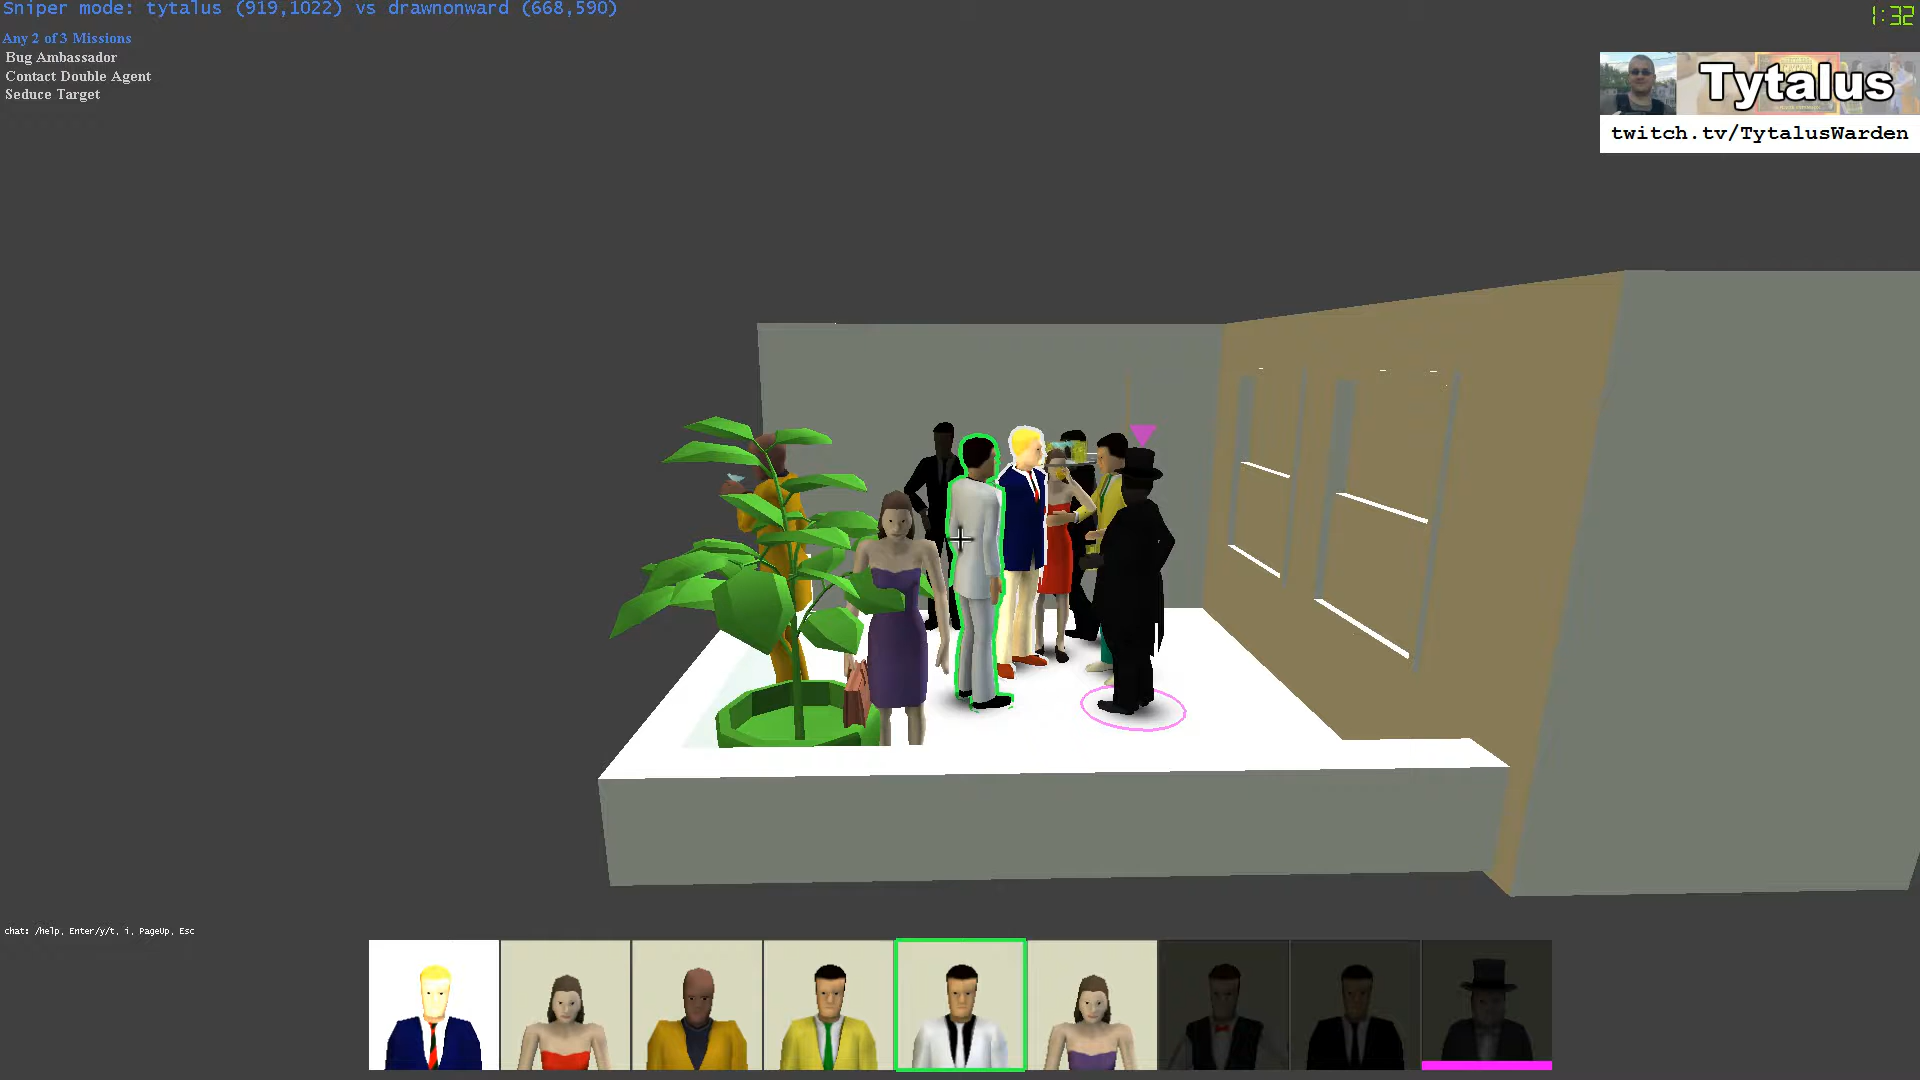 Sniper mode: tytalus (919,1022) vs drawnonward (668,590)
1:32
Any 2 of 3 Missions
Bug Ambassador
Contact Double Agent
Seduce Target
Tytalus
twitch.tv/TytalusWarden
chat: /help, Enter/y/t, i, PageUp, Esc